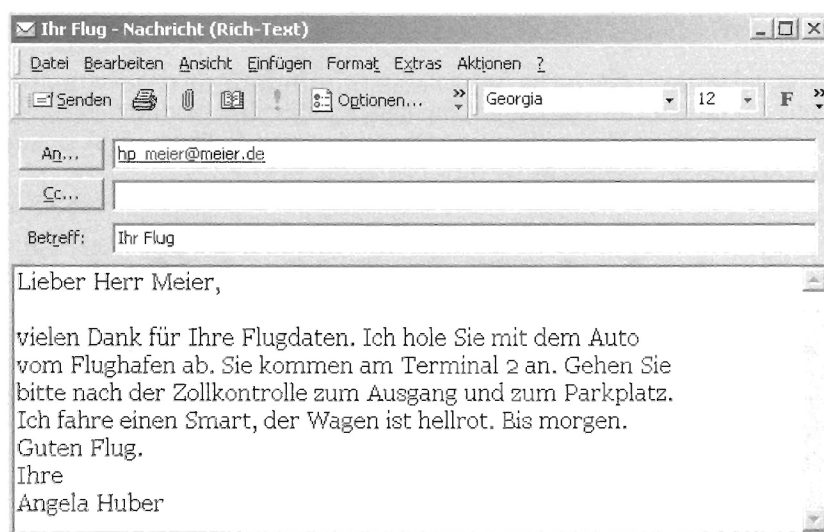 Ihr Flug - Nachricht (Rich-Text)
Datei Bearbeiten Ansicht Einfügen Format Extras Aktionen ?
Senden ! Optionen... » Georgia 12 F »
An... hp_meier@meier.de
Cc...
Betreff: Ihr Flug
Lieber Herr Meier,
vielen Dank für Ihre Flugdaten. Ich hole Sie mit dem Auto
vom Flughafen ab. Sie kommen am Terminal 2 an. Gehen Sie
bitte nach der Zollkontrolle zum Ausgang und zum Parkplatz.
Ich fahre einen Smart, der Wagen ist hellrot. Bis morgen.
Guten Flug.
Ihre
Angela Huber